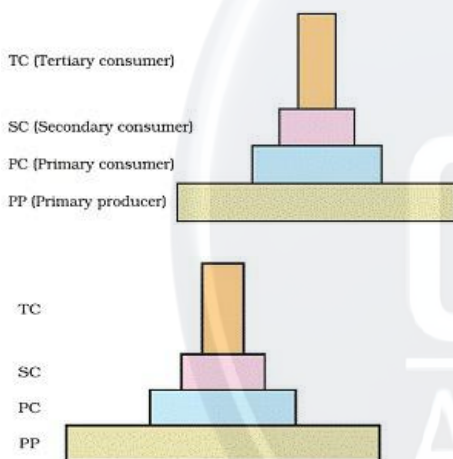 TC (Tertiary consumer)
SC (Secondary consumer)
PC (Primary consumer)
PP (Primary producer)
TC
SC
PC
PP